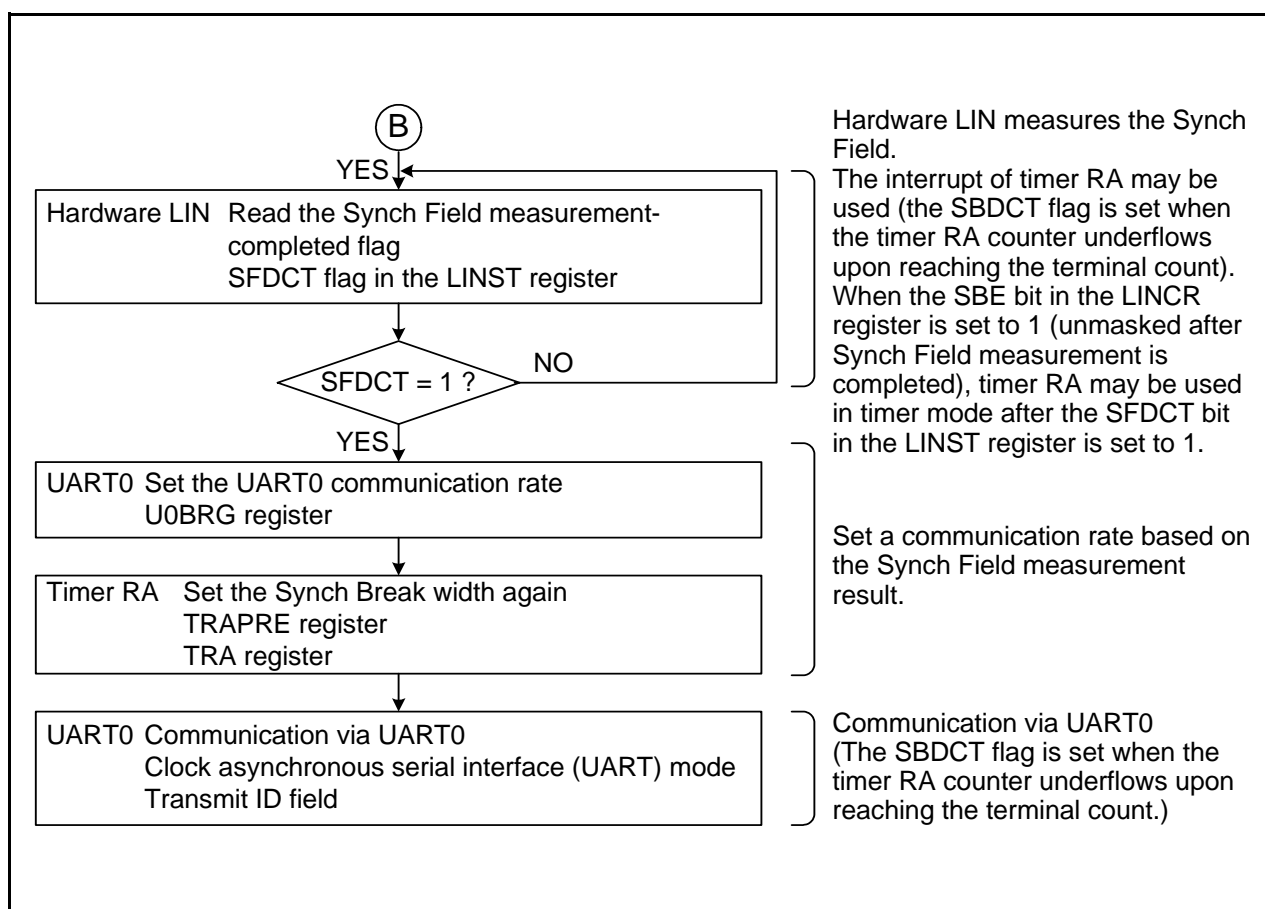 B
YES
Hardware LIN Read the Synch Field measurement-
completed flag
SFDCT flag in the LINST register
SFDCT = 1 ?
NO
YES
Hardware LIN measures the Synch
Field.
The interrupt of timer RA may be
used (the SBDCT flag is set when
the timer RA counter underflows
upon reaching the terminal count).
When the SBE bit in the LINCR
register is set to 1 (unmasked after
Synch Field measurement is
completed), timer RA may be used
in timer mode after the SFDCT bit
in the LINST register is set to 1.
UART0 Set the UART0 communication rate
U0BRG register
Timer RA Set the Synch Break width again
TRAPRE register
TRA register
Set a communication rate based on
the Synch Field measurement
result.
UART0 Communication via UART0
Clock asynchronous serial interface (UART) mode
Transmit ID field
Communication via UART0
(The SBDCT flag is set when the
timer RA counter underflows upon
reaching the terminal count.)